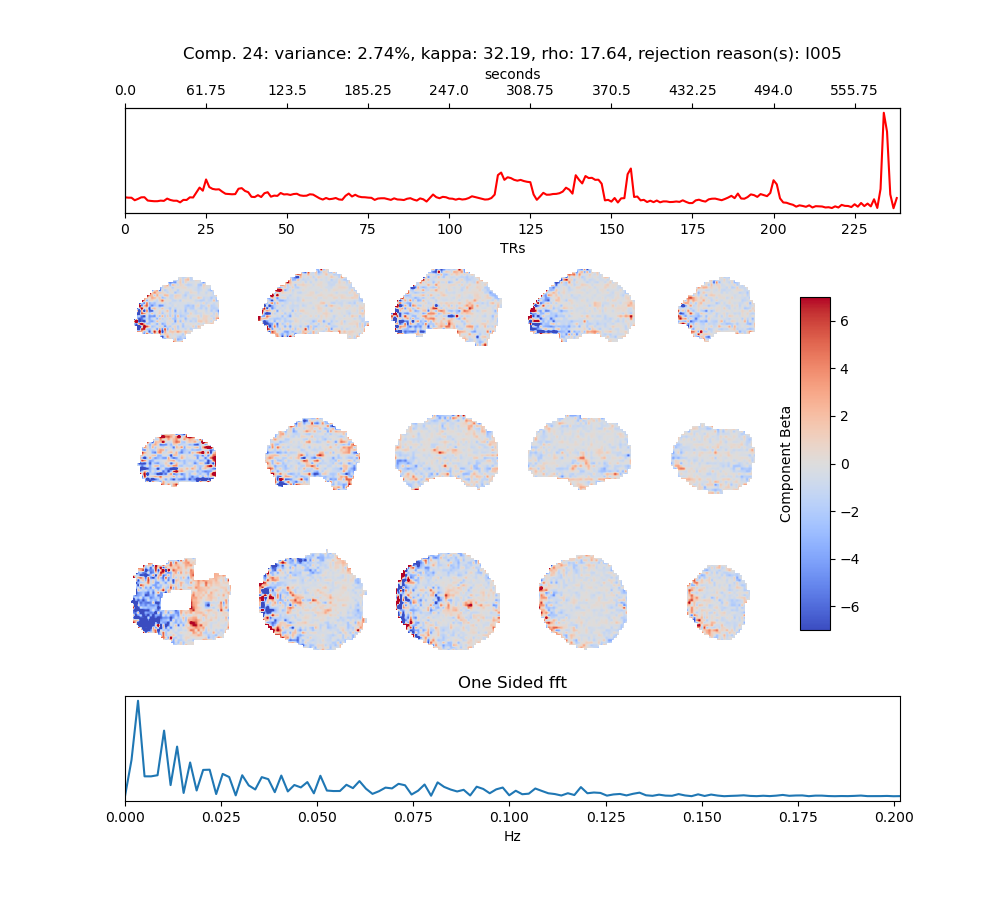 Comp. 24: variance: 2.74%, kappa: 32.19, rho: 17.64, rejection reason(s): I005
seconds
0.0 61.75 123.5 185.25 247.0 308.75 370.5 432.25 494.0 555.75
0 25 50 75 100 125 150 175 200 225
TRs
6
4
2
0
−2
−4
−6
Component Beta
One Sided fft
0.000 0.025 0.050 0.075 0.100 0.125 0.150 0.175 0.200
Hz